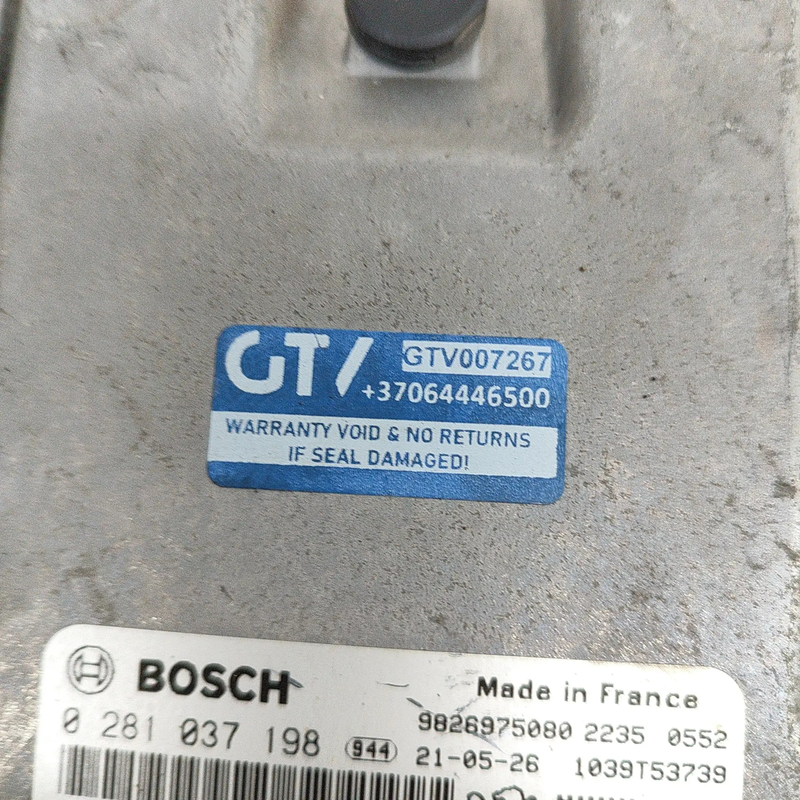 GTV GTV007267
+37064446500
WARRANTY VOID & NO RETURNS
IF SEAL DAMAGED!
BOSCH Made in France
0 281 037 198 9826975080 2235 0552
944 21-05-26 1039T53739